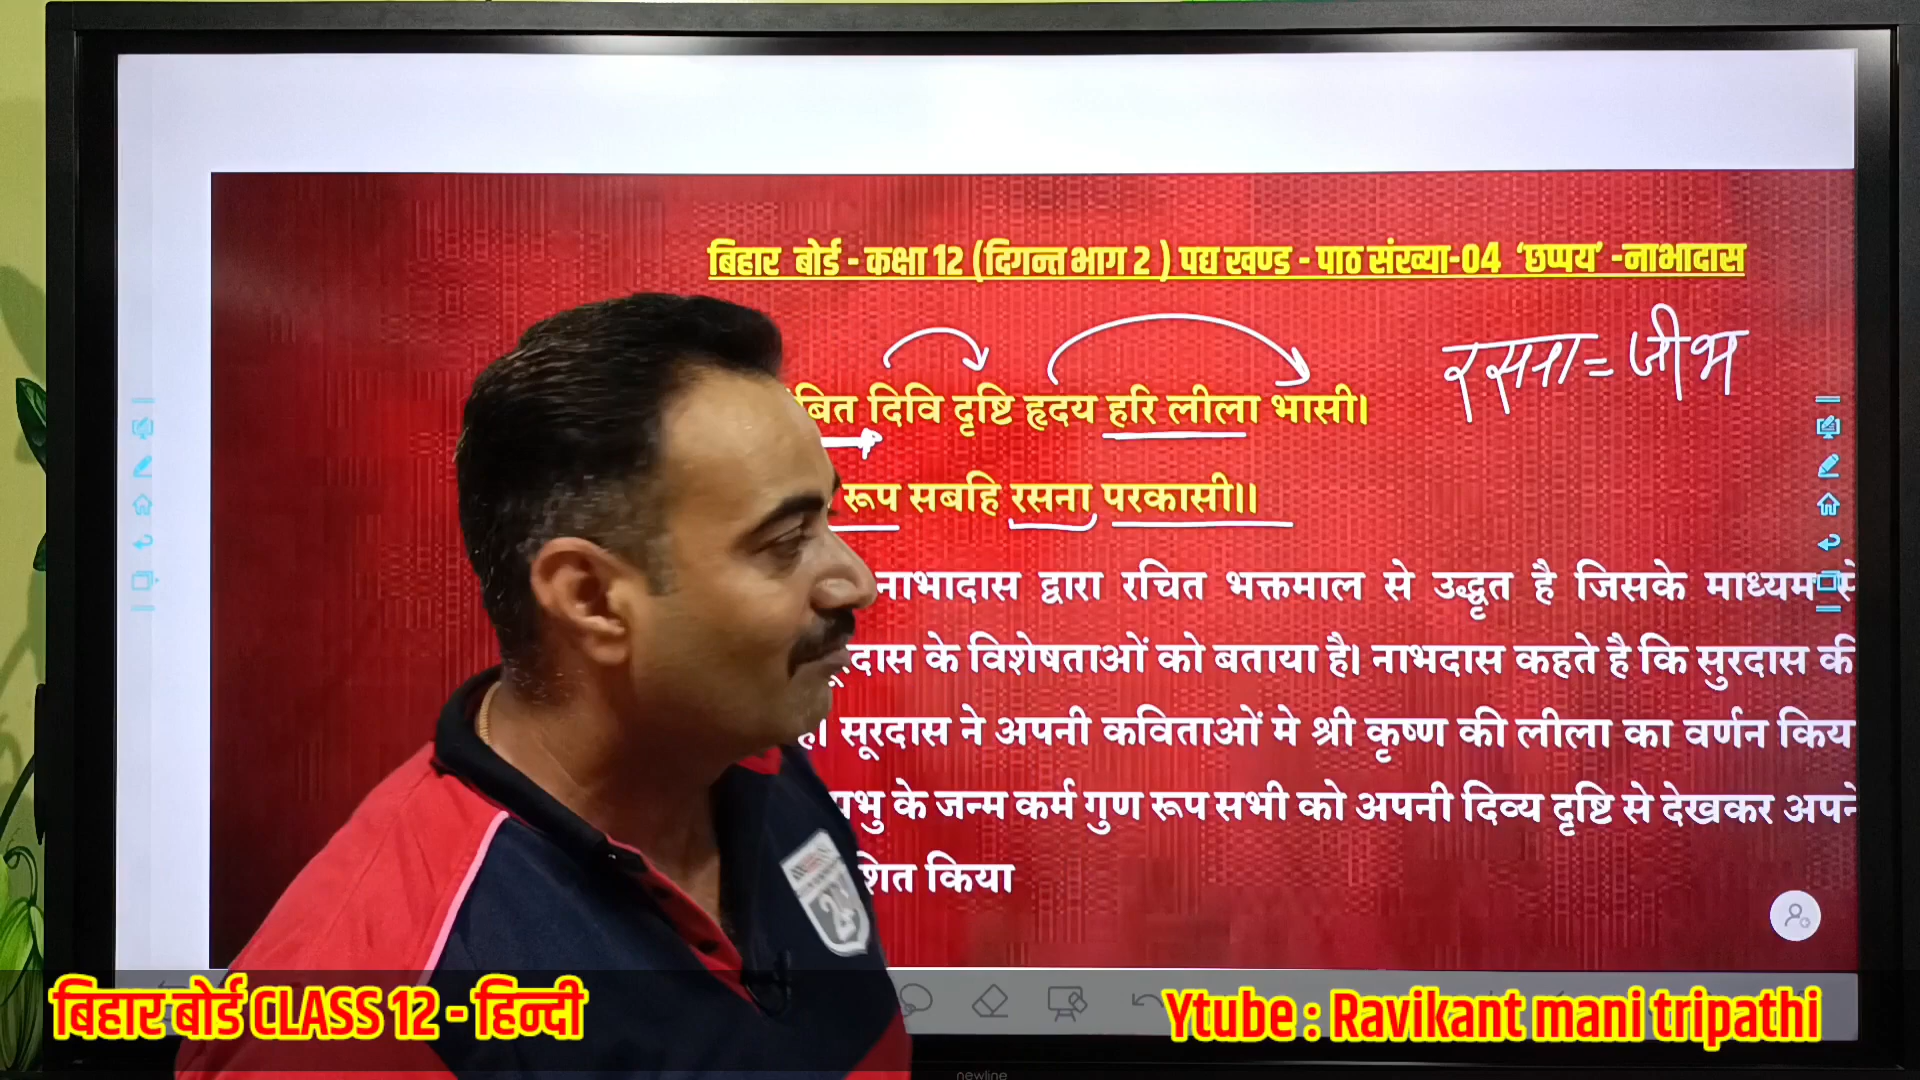 बिहार बोर्ड - कक्षा 12 (दिगन्त भाग 2 ) पद्य खण्ड - पाठ संख्या-04 ‘छप्पय’ -नाभादास
रसना = जीभ
दिवि दृष्टि हृदय हरि लीला भासी।
रूप सबहि रसना परकासी।।
नाभादास द्वारा रचित भक्तमाल से उद्धृत है जिसके माध्यम से
के विशेषताओं को बताया है। नाभदास कहते है कि सुरदास की
सूरदास ने अपनी कविताओं मे श्री कृष्ण की लीला का वर्णन किय
के जन्म कर्म गुण रूप सभी को अपनी दिव्य दृष्टि से देखकर अपने
किया
बिहार बोर्ड CLASS 12 - हिन्दी
Ytube : Ravikant mani tripathi
newline